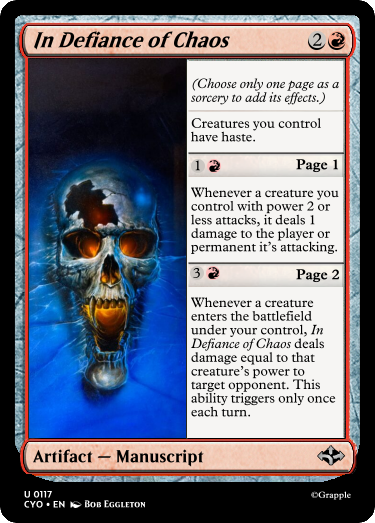 In Defiance of Chaos 2
(Choose only one page as a
sorcery to add its effects.)
Creatures you control
have haste.
1 Page 1
Whenever a creature you
control with power 2 or
less attacks, it deals 1
damage to the player or
permanent it's attacking.
3 Page 2
Whenever a creature
enters the battlefield
under your control, In
Defiance of Chaos deals
damage equal to that
creature's power to
target opponent. This
ability triggers only once
each turn.
Artifact — Manuscript
U 0117
CYO • EN Bob Eggleton
©Grapple